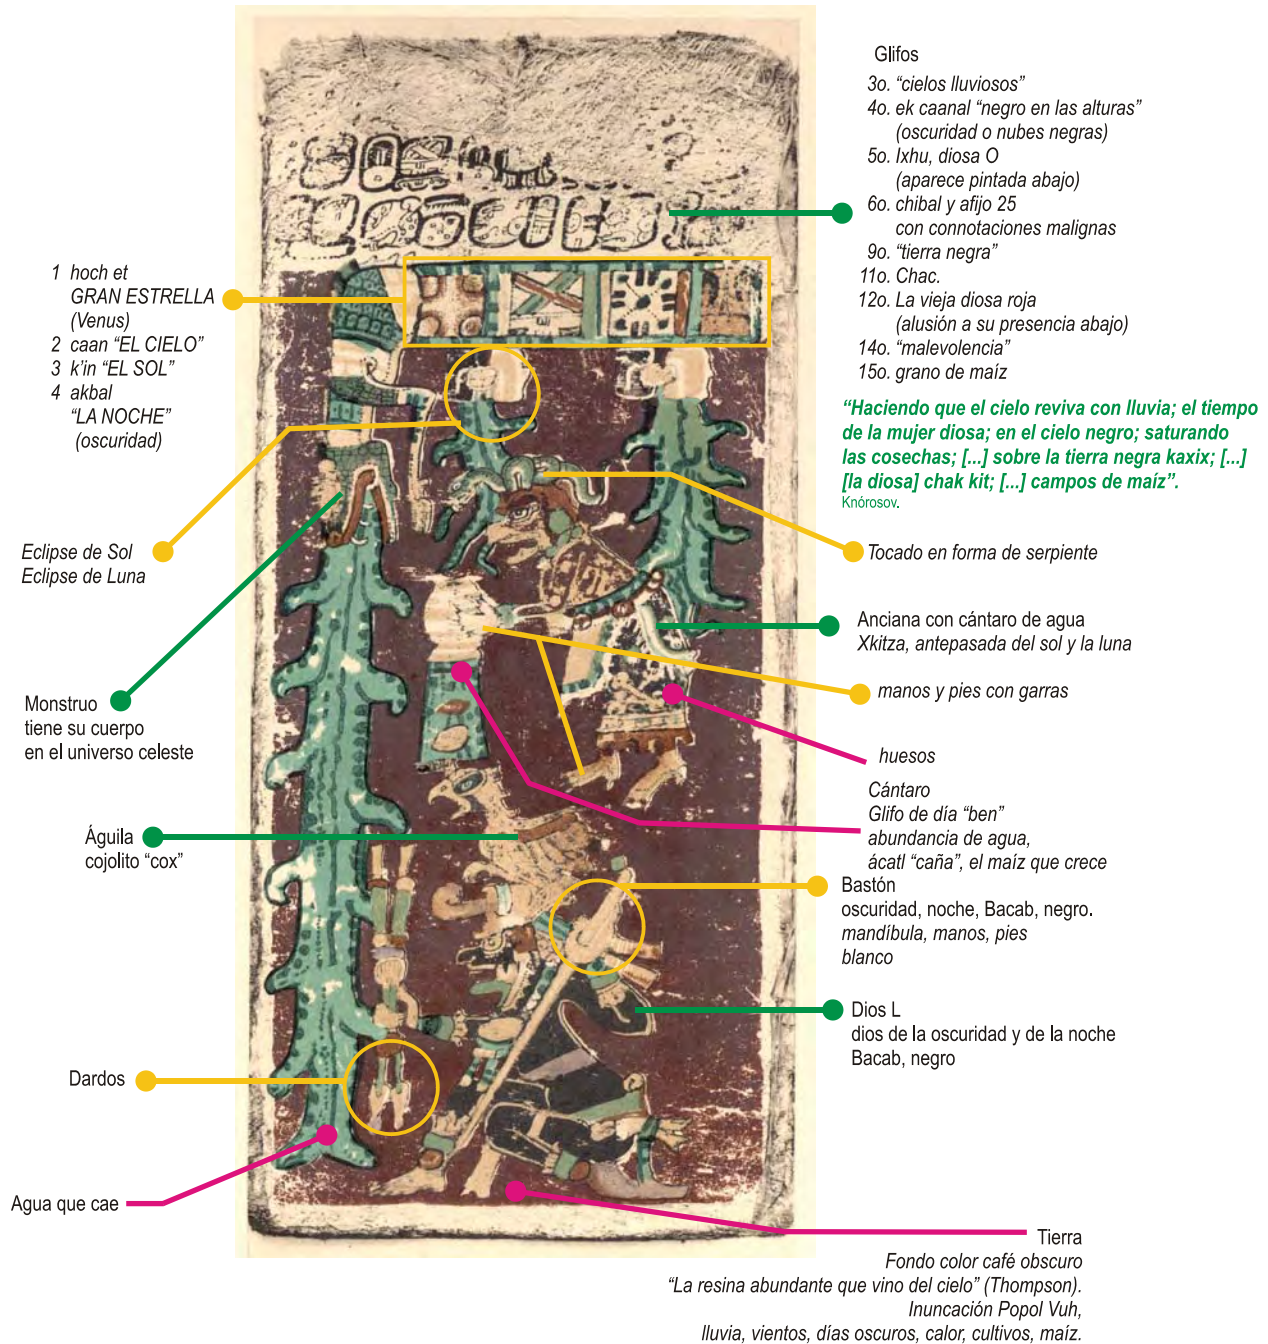 Glifos
3o. “cielos lluviosos”
4o. ek caanal “negro en las alturas”
(oscuridad o nubes negras)
5o. Ixhu, diosa O
(aparece pintada abajo)
6o. chibal y afijo 25
con connotaciones malignas
9o. “tierra negra”
11o. Chac.
12o. La vieja diosa roja
(alusión a su presencia abajo)
14o. “malevolencia”
15o. grano de maíz
“Haciendo que el cielo reviva con lluvia; el tiempo
de la mujer diosa; en el cielo negro; saturando
las cosechas; [...] sobre la tierra negra kaxix; [...]
[la diosa] chak kit; [...] campos de maíz”.
Knórosov.
1 hoch et
GRAN ESTRELLA
(Venus)
2 caan “EL CIELO”
3 k’in “EL SOL”
4 akbal
“LA NOCHE”
(oscuridad)
Eclipse de Sol
Eclipse de Luna
Tocado en forma de serpiente
Anciana con cántaro de agua
Xkitza, antepasada del sol y la luna
manos y pies con garras
Monstruo
tiene su cuerpo
en el universo celeste
huesos
Cántaro
Glifo de día “ben”
abundancia de agua,
ácatl “caña”, el maíz que crece
Águila
cojolito “cox”
Bastón
oscuridad, noche, Bacab, negro.
mandíbula, manos, pies
blanco
Dios L
dios de la oscuridad y de la noche
Bacab, negro
Dardos
Agua que cae
Tierra
Fondo color café obscuro
“La resina abundante que vino del cielo” (Thompson).
Inuncación Popol Vuh,
lluvia, vientos, días oscuros, calor, cultivos, maíz.